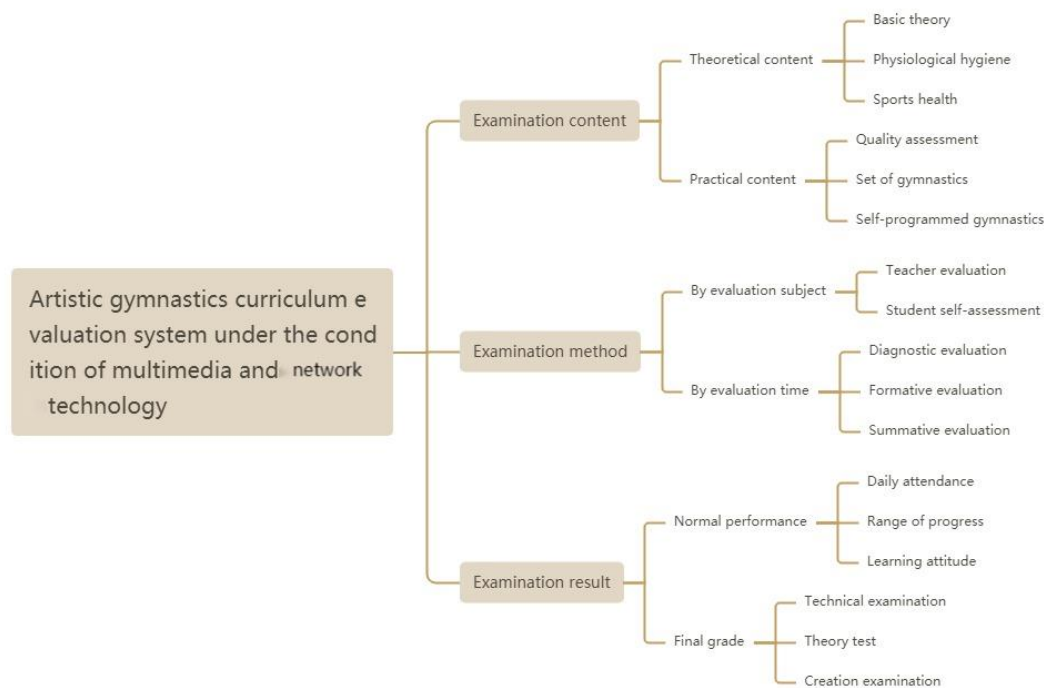 Artistic gymnastics curriculum e
valuation system under the cond
ition of multimedia and network
technology
Examination content
Theoretical content
Basic theory
Physiological hygiene
Sports health
Practical content
Quality assessment
Set of gymnastics
Self-programmed gymnastics
Examination method
By evaluation subject
Teacher evaluation
Student self-assessment
By evaluation time
Diagnostic evaluation
Formative evaluation
Summative evaluation
Examination result
Normal performance
Daily attendance
Range of progress
Learning attitude
Final grade
Technical examination
Theory test
Creation examination